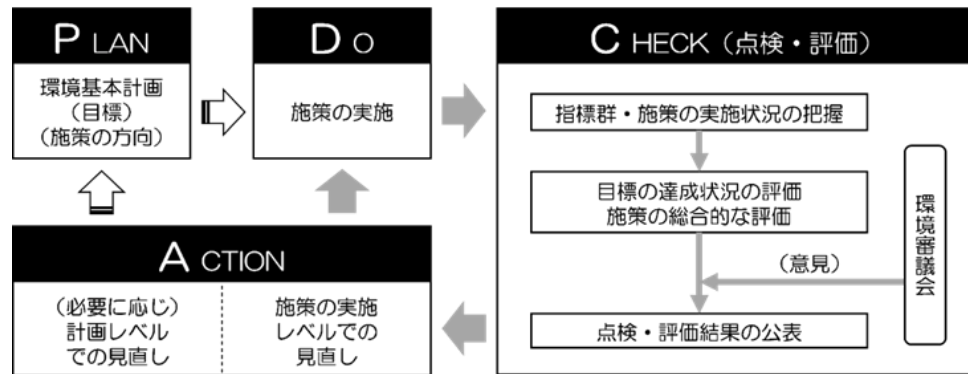 PLAN
環境基本計画
(目標)
(施策の方向)
DO
施策の実施
CHECK(点検・評価)
指標群・施策の実施状況の把握
目標の達成状況の評価
施策の総合的な評価
(意見)
環境審議会
点検・評価結果の公表
ACTION
(必要に応じ)
計画レベル
での見直し
施策の実施
レベルでの
見直し